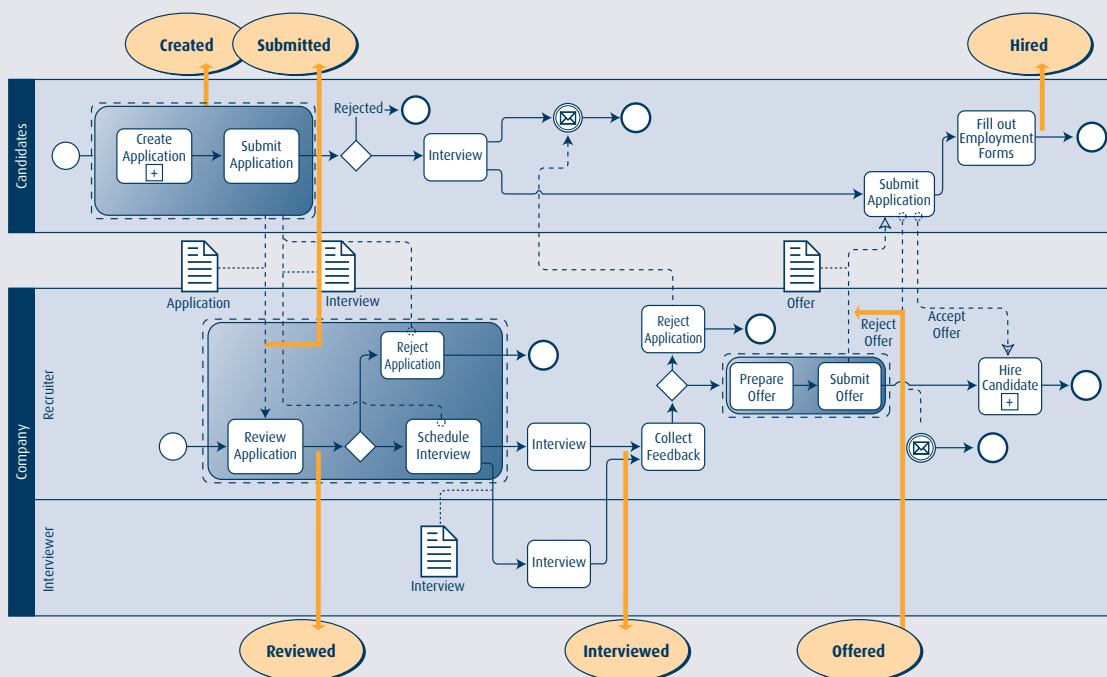 Created
Submitted
Hired
Candidates
Rejected
Create
Application
+
Submit
Application
Interview
Fill out
Employment
Forms
Submit
Application
Application
Interview
Offer
Company
Recruiter
Reject
Application
Reject
Application
Reject
Offer
Accept
Offer
Prepare
Offer
Submit
Offer
Hire
Candidate
+
Review
Application
Schedule
Interview
Interview
Collect
Feedback
Interviewer
Interview
Interview
Reviewed
Interviewed
Offered